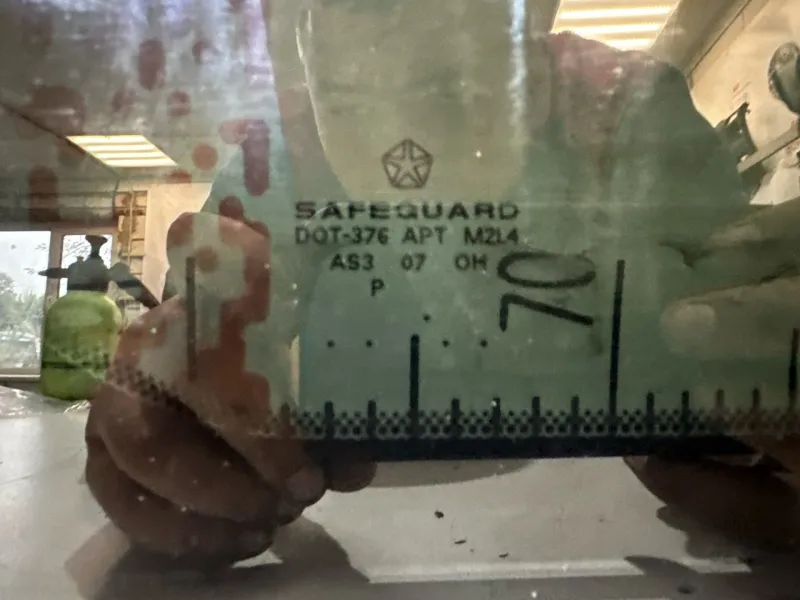 SAFEGUARD
DOT-376 APT M2L4
AS3 07 OH
P
70